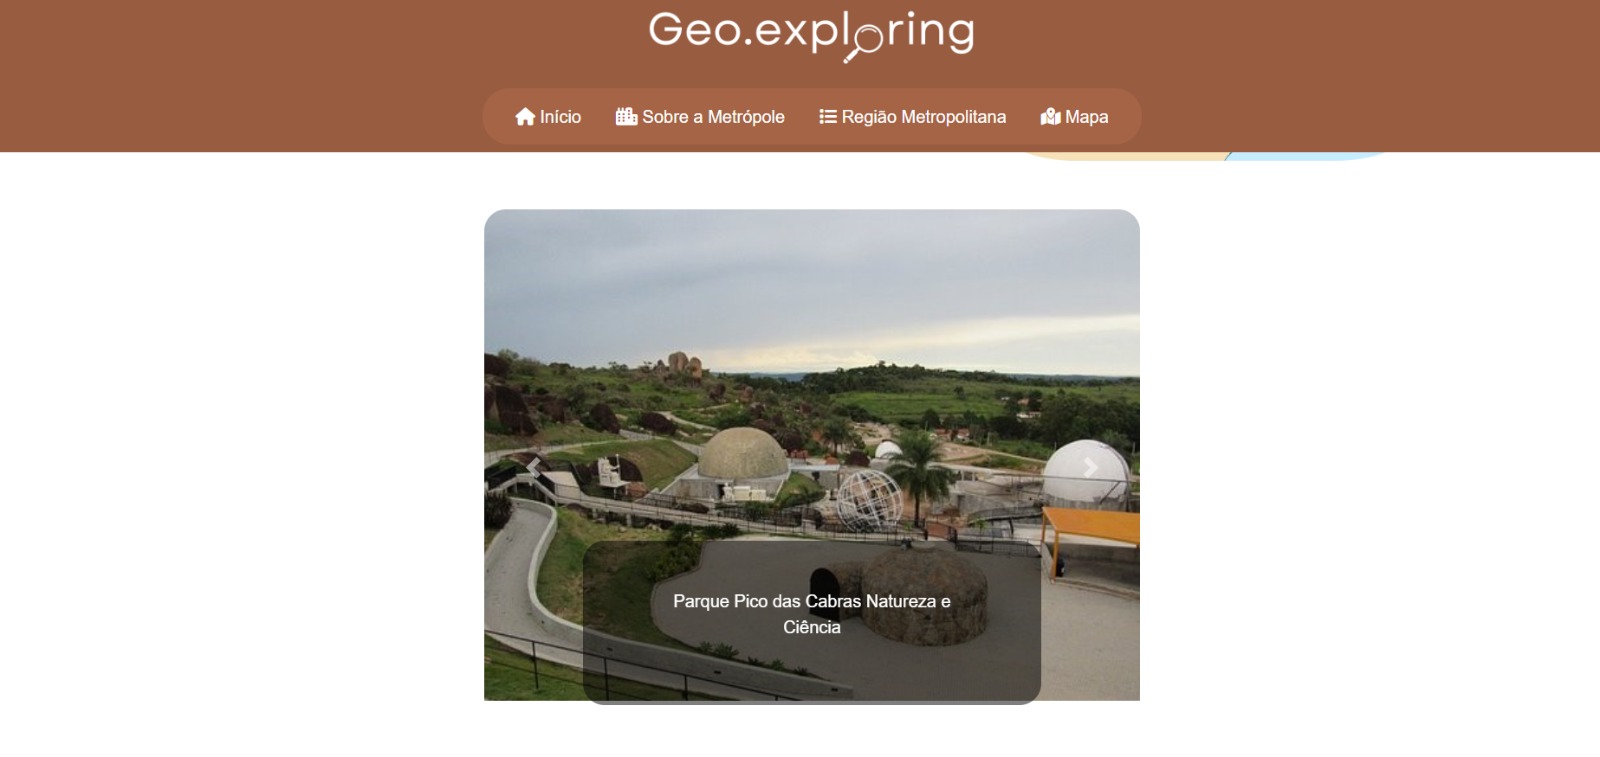 Geo.exploring
Início Sobre a Metrópole Região Metropolitana Mapa
Parque Pico das Cabras Natureza e
Ciência